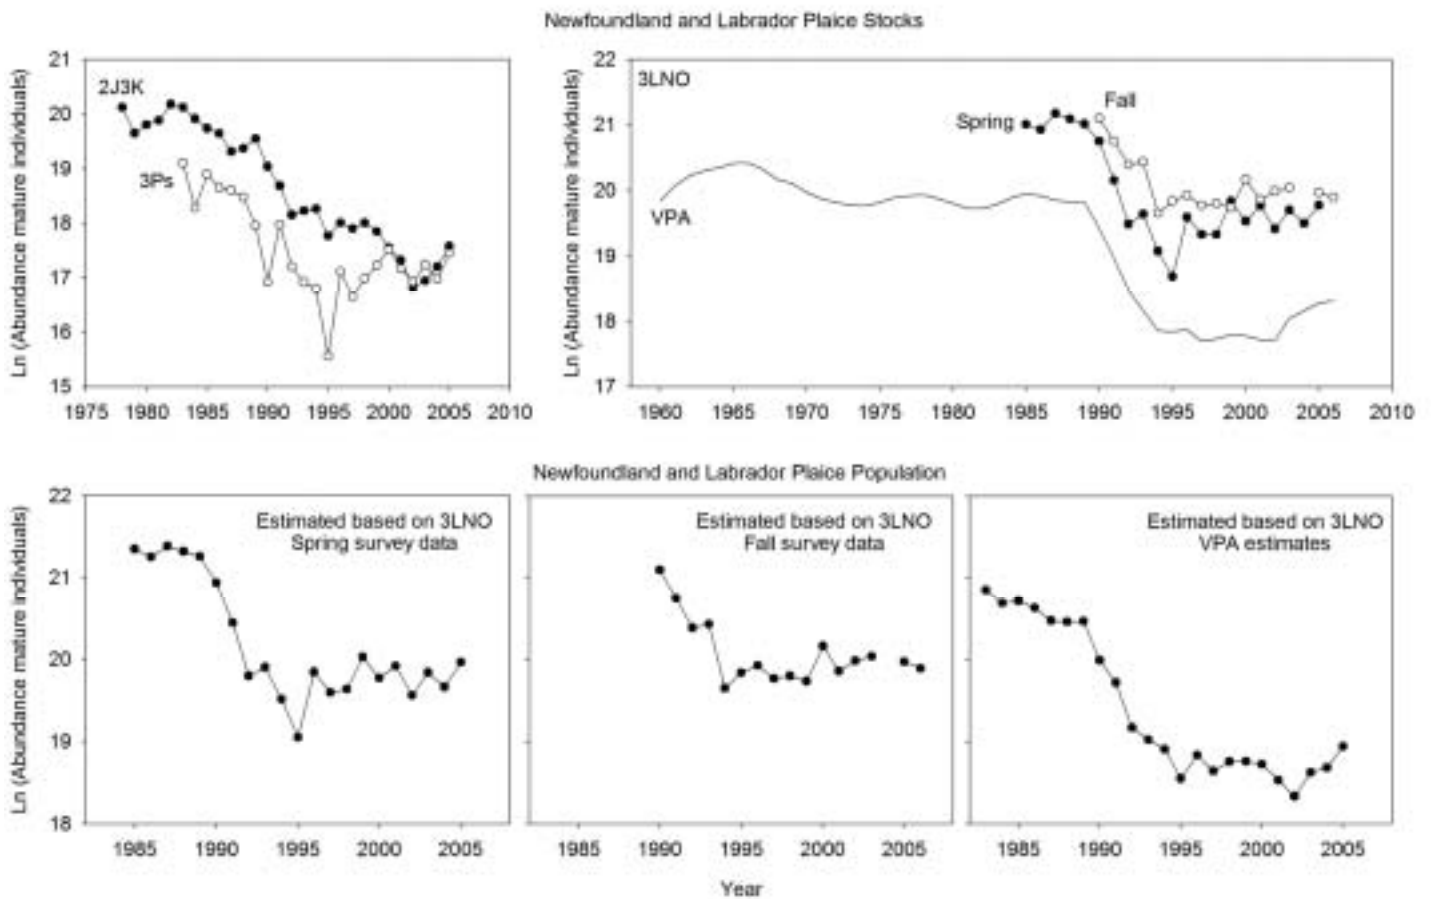 Newfoundland and Labrador Plaice Stocks
Ln (Abundance mature individuals)
21
20
19
18
17
16
15
2J3K
3Ps
1975 1980 1985 1990 1995 2000 2005 2010
Ln (Abundance mature individuals)
22
21
20
19
18
17
3LNO
Fall
Spring
VPA
1960 1965 1970 1975 1980 1985 1990 1995 2000 2005 2010
Newfoundland and Labrador Plaice Population
Ln (Abundance mature individuals)
22
21
20
19
18
Estimated based on 3LNO
Spring survey data
1985 1990 1995 2000 2005
Estimated based on 3LNO
Fall survey data
1985 1990 1995 2000 2005
Estimated based on 3LNO
VPA estimates
1985 1990 1995 2000 2005
Year